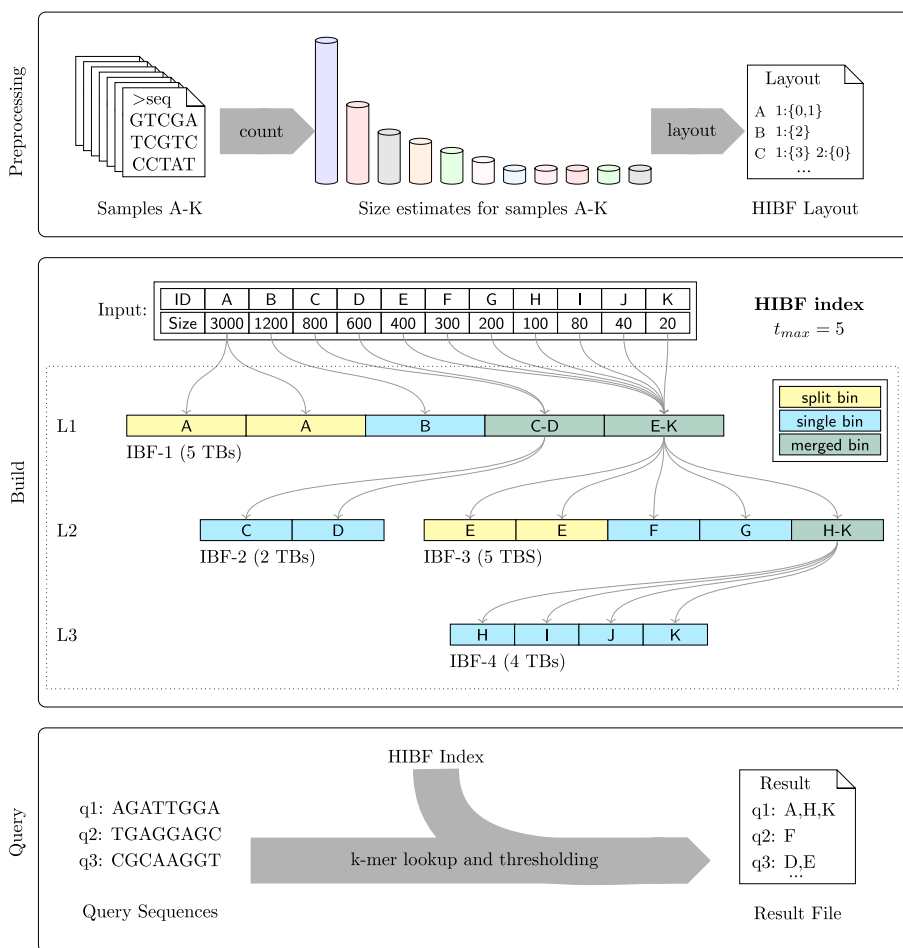 Preprocessing
>seq
GTCGA
TCGTC
CCTAT
Samples A-K
count
Size estimates for samples A-K
layout
Layout
A 1:{0,1}
B 1:{2}
C 1:{3} 2:{0}
...
HIBF Layout
Build
Input:
ID A B C D E F G H I J K
Size 3000 1200 800 600 400 300 200 100 80 40 20
HIBF index
t_max = 5
split bin
single bin
merged bin
L1
A A B C-D E-K
IBF-1 (5 TBs)
L2
C D
IBF-2 (2 TBs)
E E F G H-K
IBF-3 (5 TBS)
L3
H I J K
IBF-4 (4 TBs)
Query
HIBF Index
q1: AGATTGGA
q2: TGAGGAGC
q3: CGCAAGGT
Query Sequences
k-mer lookup and thresholding
Result
q1: A,H,K
q2: F
q3: D,E
...
Result File